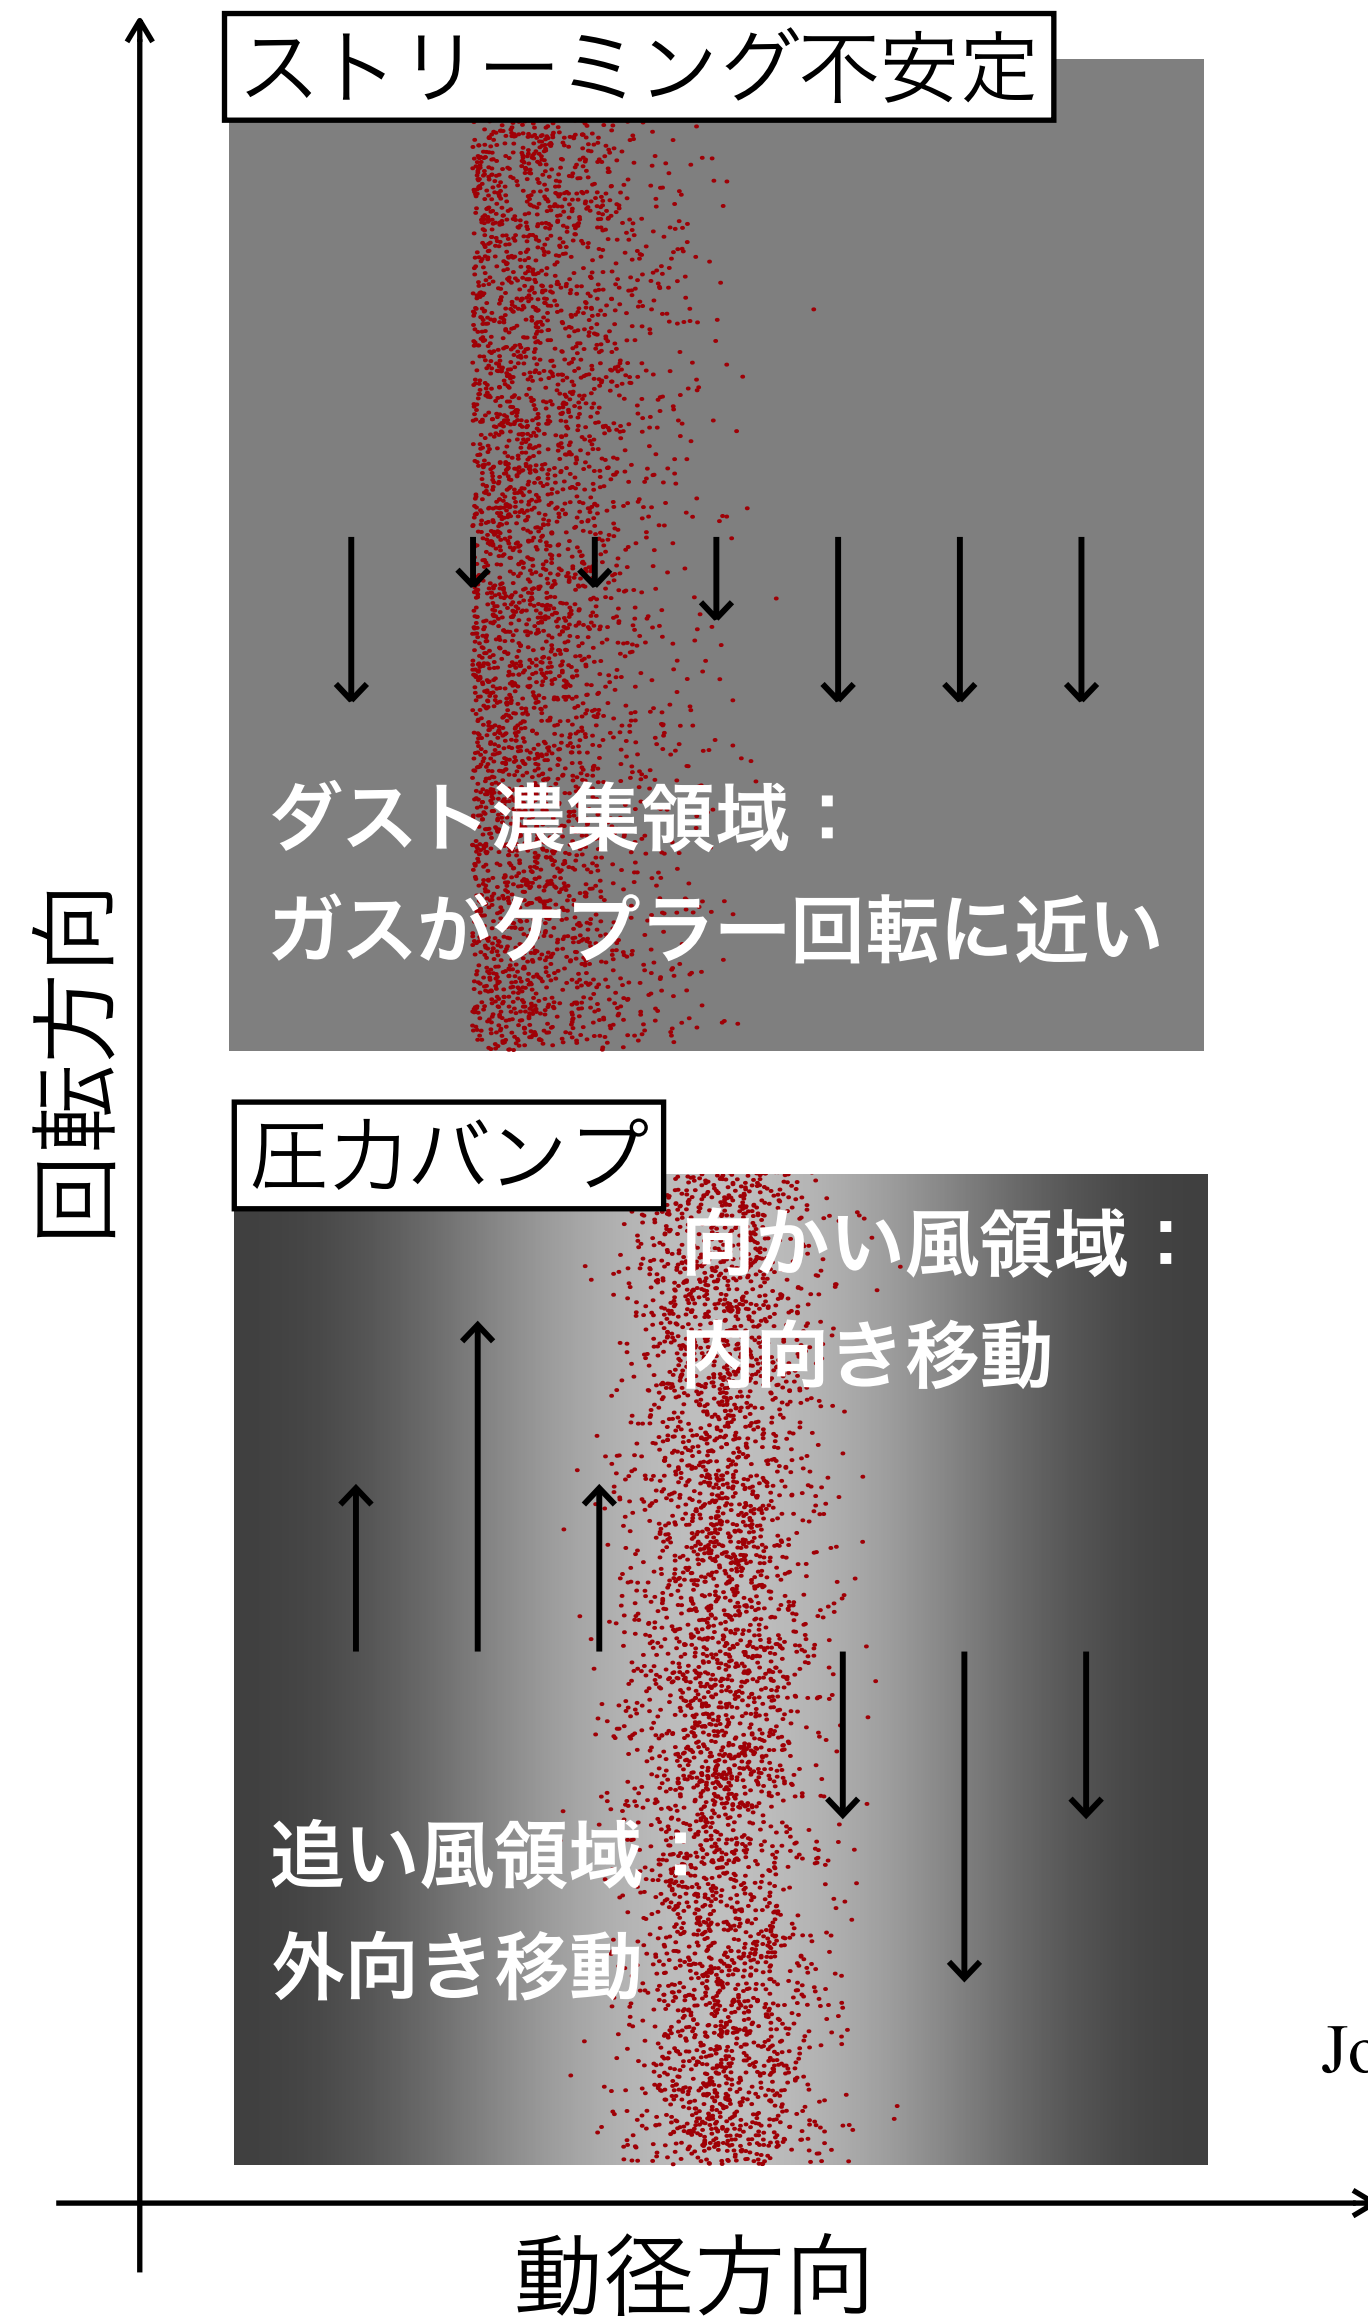 ストリーミング不安定
ダスト濃集領域：
ガスがケプラー回転に近い
回転方向
圧力バンプ
向かい風領域：
内向き移動
追い風領域：
外向き移動
Jo
動径方向